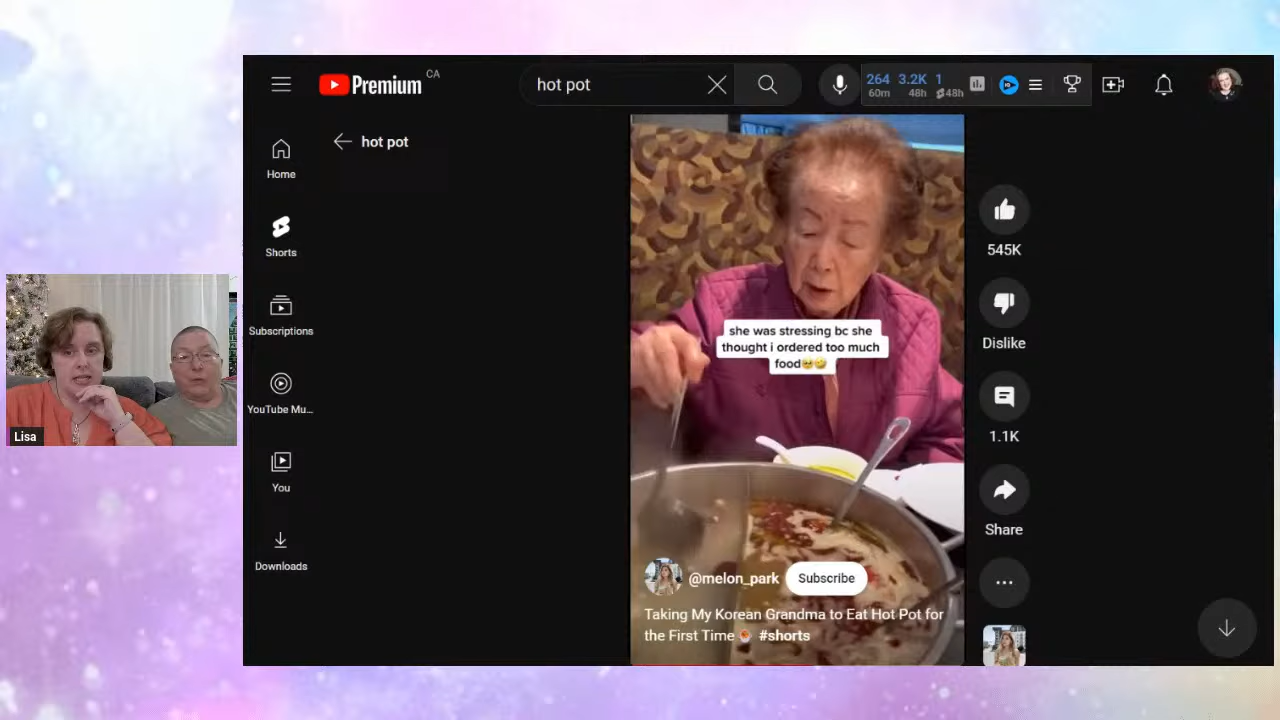 Premium CA
hot pot
264 3.2K 1
60m 48h 48h
hot pot
Home
Shorts
Subscriptions
YouTube Mu...
You
Downloads
Lisa
she was stressing bc she
thought i ordered too much
food🥺🤣
@melon_park Subscribe
Taking My Korean Grandma to Eat Hot Pot for
the First Time 🍲 #shorts
545K
Dislike
1.1K
Share